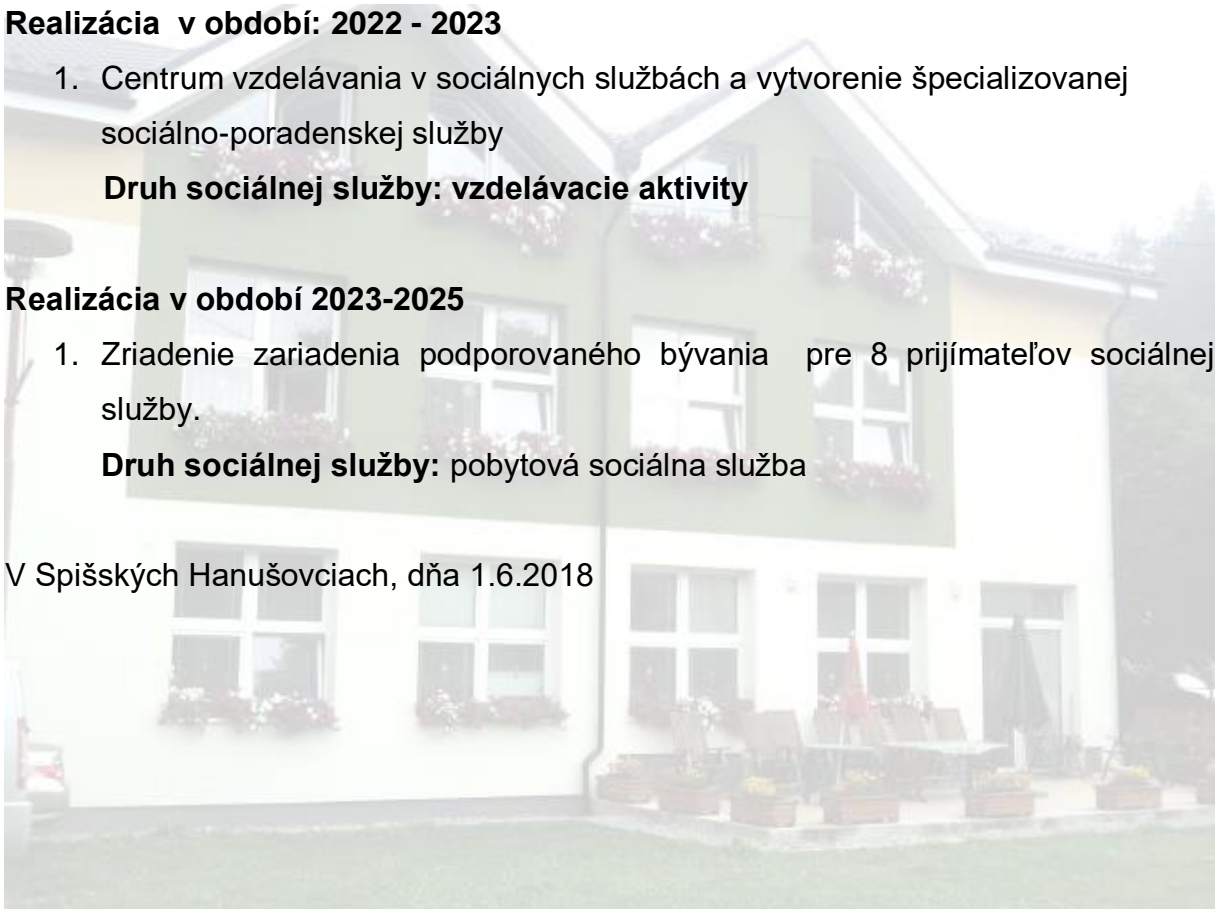 Realizácia v období: 2022 - 2023
1. Centrum vzdelávania v sociálnych službách a vytvorenie špecializovanej
sociálno-poradenskej služby
Druh sociálnej služby: vzdelávacie aktivity
Realizácia v období 2023-2025
1. Zriadenie zariadenia podporovaného bývania pre 8 prijímateľov sociálnej
služby.
Druh sociálnej služby: pobytová sociálna služba
V Spišských Hanušovciach, dňa 1.6.2018